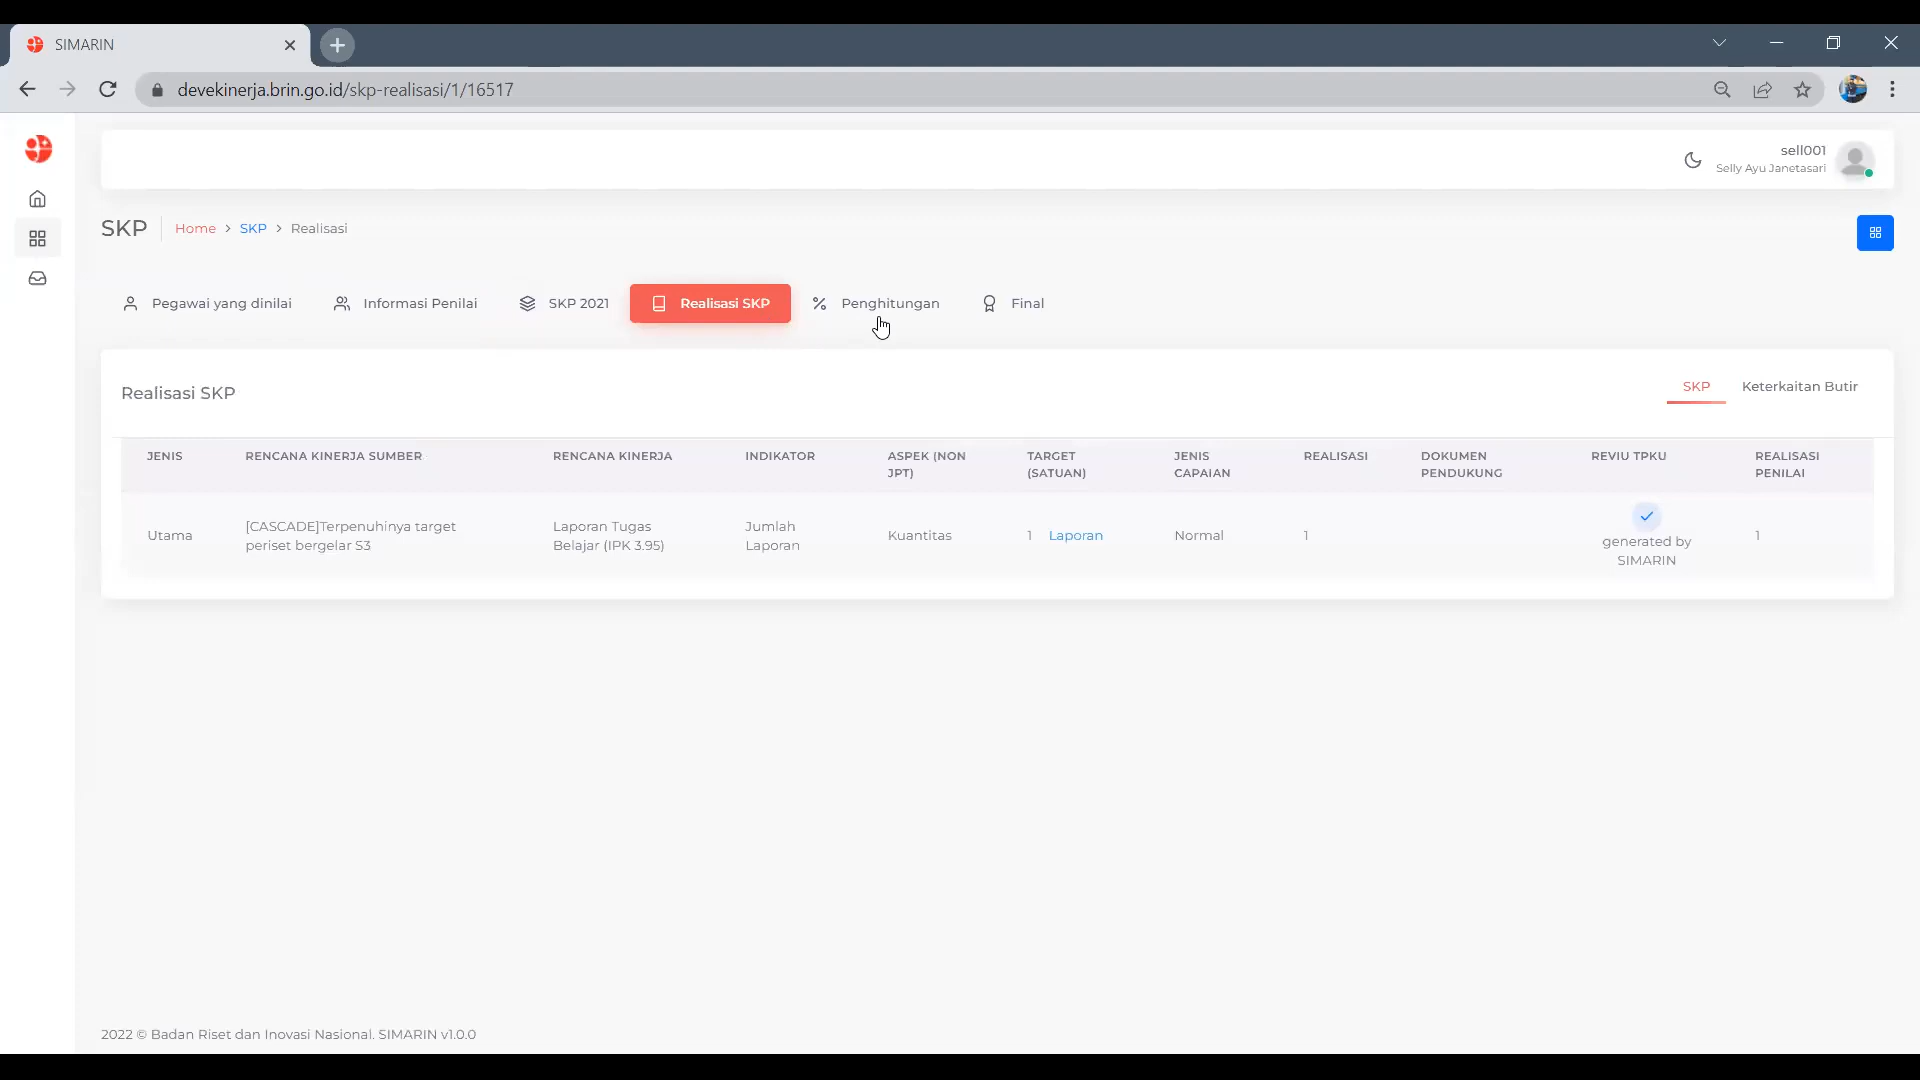 SIMARIN
devekinerja.brin.go.id/skp-realisasi/1/16517
sell001
Selly Ayu Janetasari
SKP
Home > SKP > Realisasi
Pegawai yang dinilai
Informasi Penilai
SKP 2021
Realisasi SKP
Penghitungan
Final
Realisasi SKP
SKP
Keterkaitan Butir
JENIS
RENCANA KINERJA SUMBER
RENCANA KINERJA
INDIKATOR
ASPEK (NON
JPT)
TARGET
(SATUAN)
JENIS
CAPAIAN
REALISASI
DOKUMEN
PENDUKUNG
REVIU TPKU
REALISASI
PENILAI
Utama
[CASCADE]Terpenuhinya target
periset bergelar S3
Laporan Tugas
Belajar (IPK 3.95)
Jumlah
Laporan
Kuantitas
1 Laporan
Normal
1
generated by
SIMARIN
1
2022 © Badan Riset dan Inovasi Nasional. SIMARIN v1.0.0